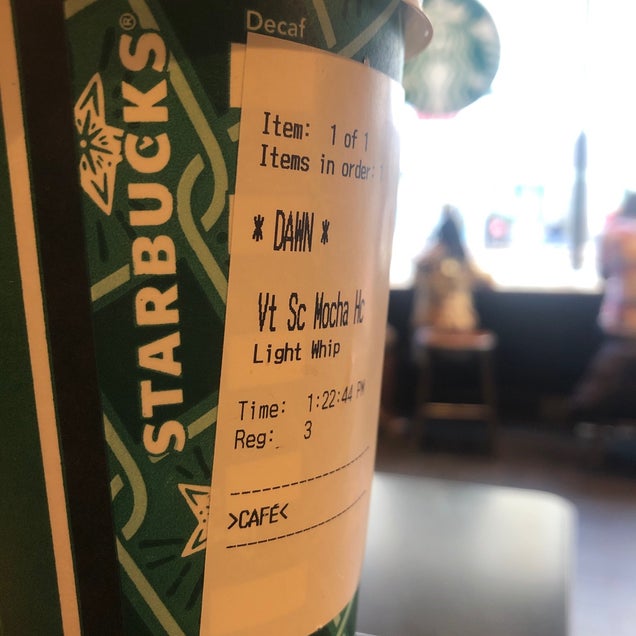 Decaf
STARBUCKS®
Item: 1 of 1
Items in order: 1
* DAWN *
Vt Sc Mocha Hc
Light Whip
Time: 1:22:44 PM
Reg: 3
>CAFÉ<